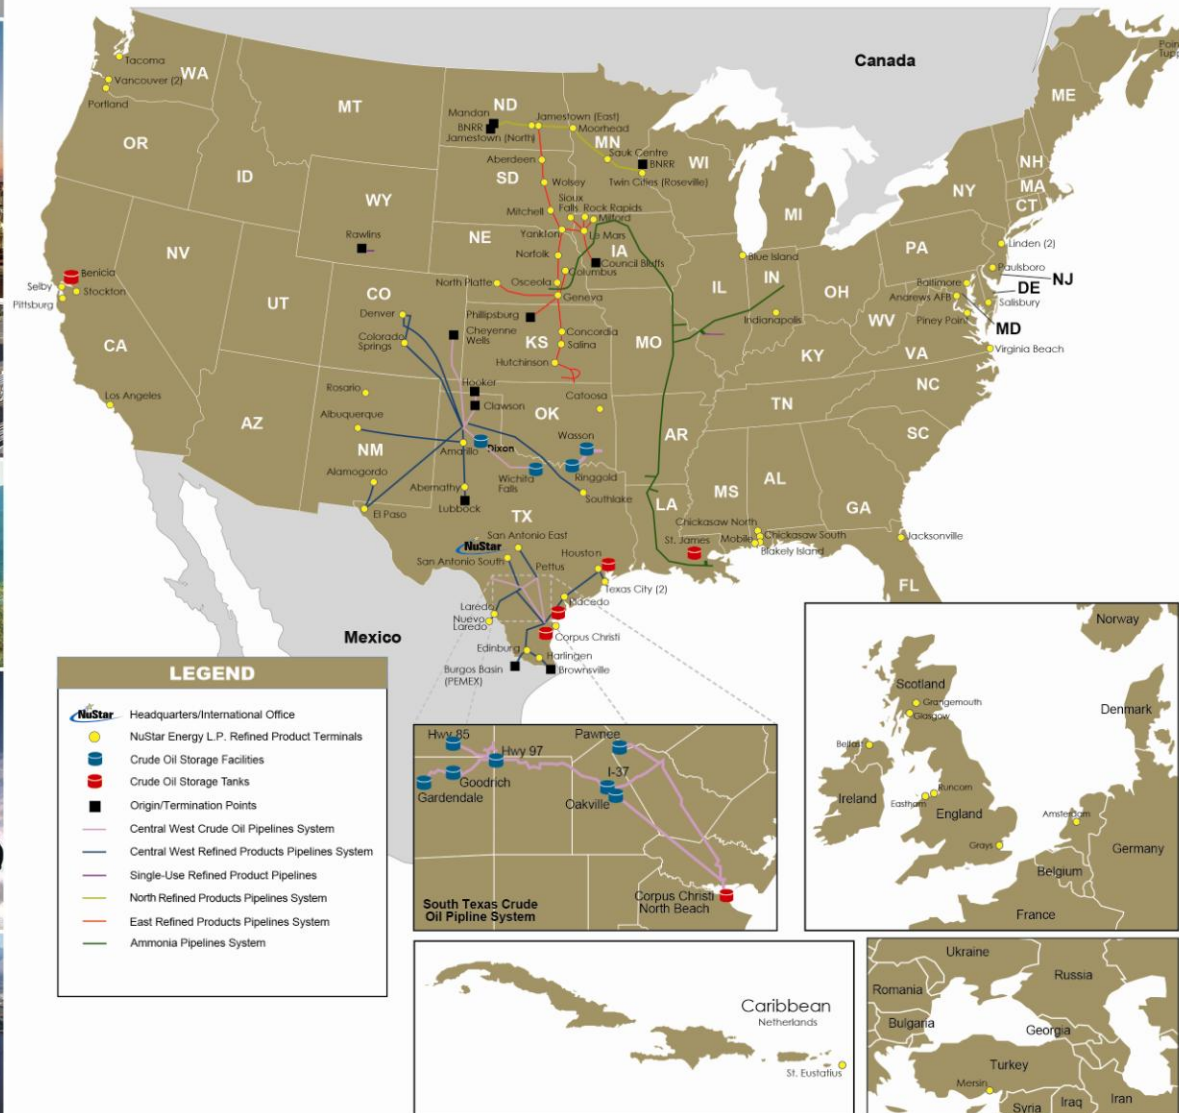 Canada
Poin
Tupp
Tacoma
WA
Vancouver (2)
Portland
MT
ND
Mandan
BNRR
Jamestown (East)
Jamestown (North)
Moorhead
MN
Sauk Centre
BNRR
Twin Cities (Roseville)
WI
ME
OR
ID
Aberdeen
SD
Wolsey
NH
MA
CT
NY
MI
WY
Mitchell
Sioux
Falls
Rock Rapids
Milford
Rawlins
NE
Yankton
Le Mars
IA
Council Bluffs
Norfolk
Columbus
Blue Island
PA
Linden (2)
NV
Benicia
Selby
Stockton
Pittsburg
UT
CO
North Platte
Osceola
Geneva
IL
IN
OH
Paulsboro
NJ
Baltimore
DE
Andrews AFB
Salisbury
Denver
Phillipsburg
Cheyenne
Wells
Concordia
Indianapolis
WV
Piney Point
MD
CA
Colorado
Springs
KS
Salina
MO
KY
VA
Virginia Beach
Hutchinson
Hooker
Los Angeles
Rosario
Clawson
Catoosa
NC
TN
Albuquerque
AZ
NM
OK
Amarillo
Dixon
Wasson
AR
SC
Alamogordo
Abernathy
Wichita
Falls
Ringgold
Lubbock
Southlake
MS
AL
GA
El Paso
TX
LA
NuStar
San Antonio East
San Antonio South
Pettus
Houston
St. James
Chickasaw North
Mobile
Chickasaw South
Blakely Island
Jacksonville
Texas City (2)
FL
Laredo
Nuevo
Laredo
Placedo
Mexico
Corpus Christi
Edinburg
Harlingen
Burgos Basin
(PEMEX)
Brownsville
LEGEND
NuStar
Headquarters/International Office
NuStar Energy L.P. Refined Product Terminals
Crude Oil Storage Facilities
Crude Oil Storage Tanks
Origin/Termination Points
Central West Crude Oil Pipelines System
Central West Refined Products Pipelines System
Single-Use Refined Product Pipelines
North Refined Products Pipelines System
East Refined Products Pipelines System
Ammonia Pipelines System
Hwy 85
Hwy 97
Pawnee
Goodrich
Gardendale
I-37
Oakville
Corpus Christi
North Beach
South Texas Crude
Oil Pipline System
Norway
Scotland
Grangemouth
Glasgow
Denmark
Belfast
Ireland
Runcorn
Eastham
England
Amsterdam
Grays
Germany
Belgium
France
Caribbean
Netherlands
St. Eustatius
Ukraine
Russia
Romania
Bulgaria
Georgia
Turkey
Mersin
Syria
Iraq
Iran